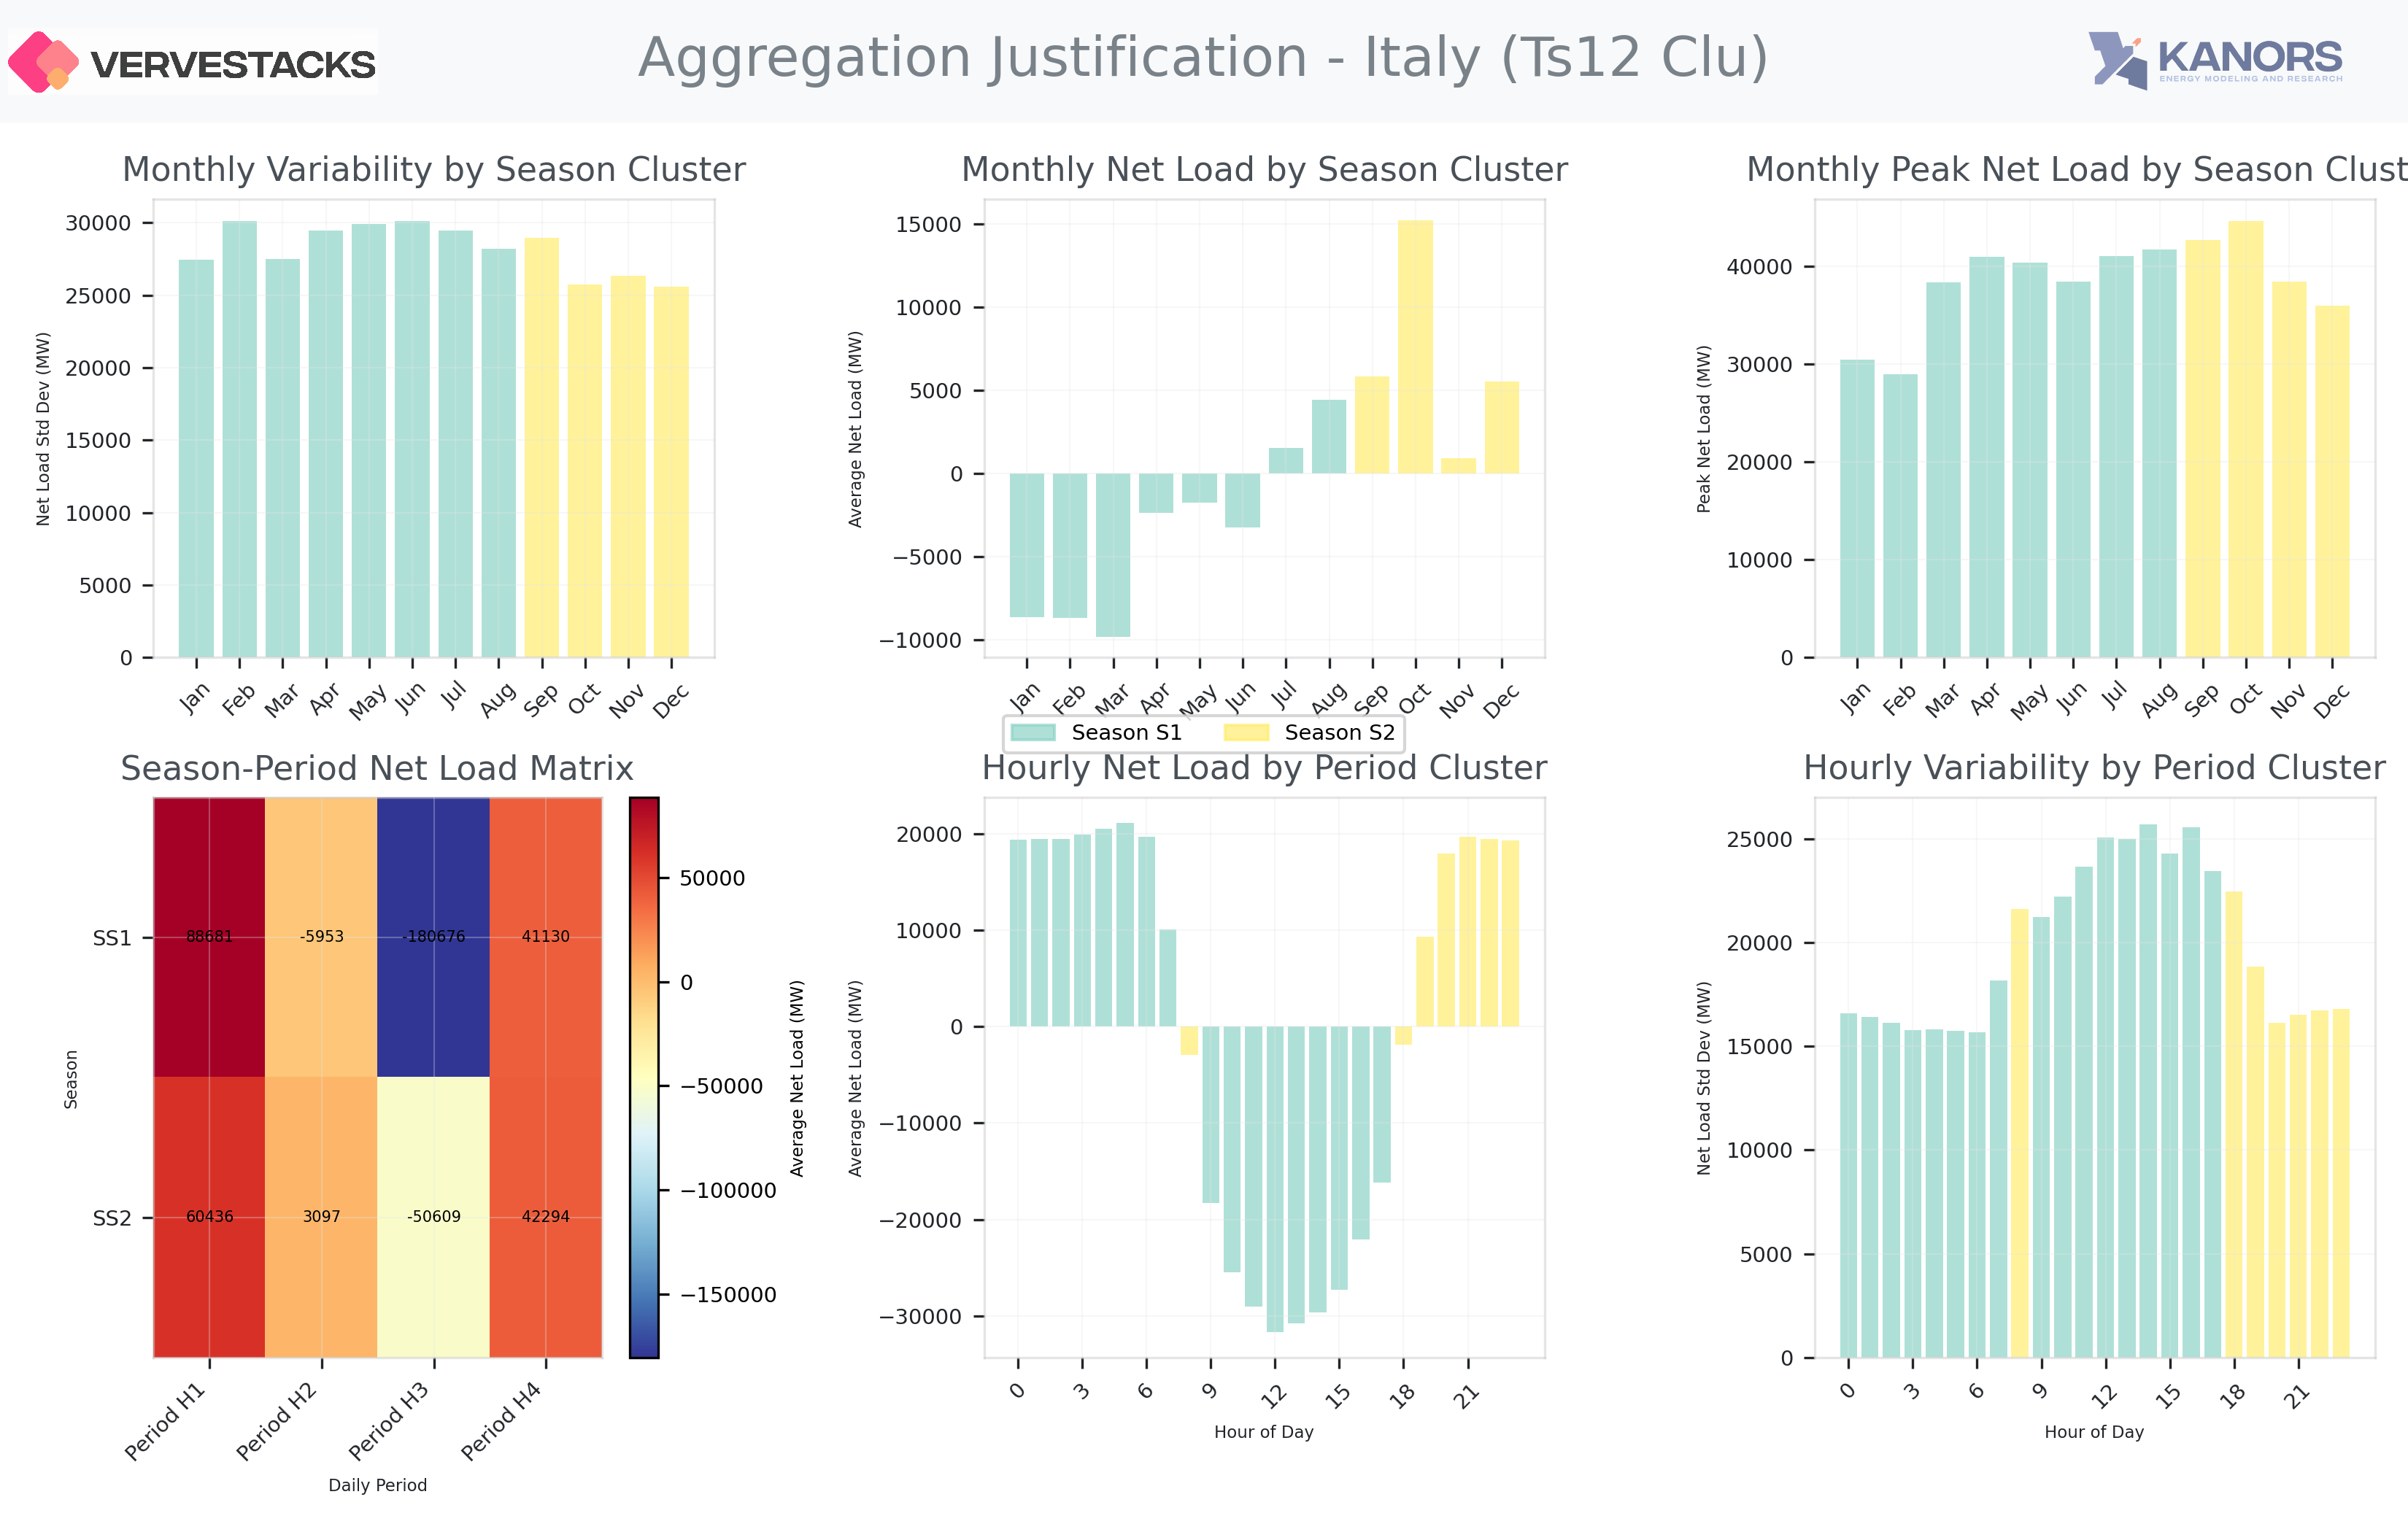 VERVESTACKS
Aggregation Justification - Italy (Ts12 Clu)
KANORS
ENERGY MODELING AND RESEARCH
Monthly Variability by Season Cluster
Net Load Std Dev (MW)
30000
25000
20000
15000
10000
5000
0
Jan Feb Mar Apr May Jun Jul Aug Sep Oct Nov Dec
Monthly Net Load by Season Cluster
Average Net Load (MW)
15000
10000
5000
0
−5000
−10000
Jan Feb Mar Apr May Jun Jul Aug Sep Oct Nov Dec
Season S1 Season S2
Monthly Peak Net Load by Season Clust
Peak Net Load (MW)
40000
30000
20000
10000
0
Jan Feb Mar Apr May Jun Jul Aug Sep Oct Nov Dec
Season-Period Net Load Matrix
Season
SS1 88681 -5953 -180676 41130
SS2 60436 3097 -50609 42294
Period H1 Period H2 Period H3 Period H4
Daily Period
50000
0
−50000
−100000
−150000
Average Net Load (MW)
Hourly Net Load by Period Cluster
Average Net Load (MW)
20000
10000
0
−10000
−20000
−30000
0 3 6 9 12 15 18 21
Hour of Day
Hourly Variability by Period Cluster
Net Load Std Dev (MW)
25000
20000
15000
10000
5000
0
0 3 6 9 12 15 18 21
Hour of Day